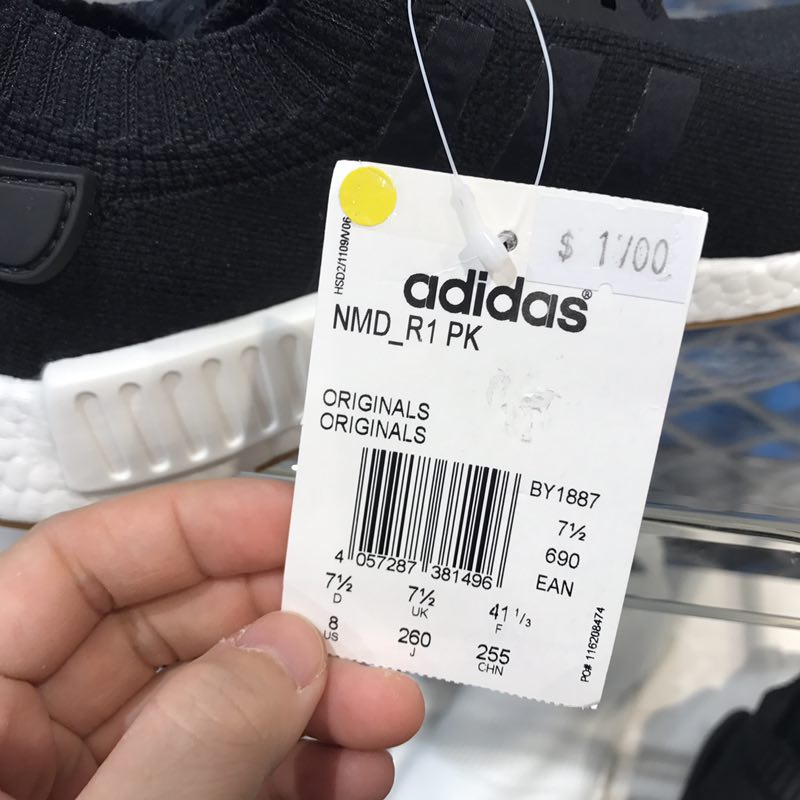 HSD2/1109/V06
$ 1700
adidas®
NMD_R1 PK
ORIGINALS
ORIGINALS
BY1887
7½
690
EAN
4 057287 381496
7½ D
7½ UK
41 1/3 F
8 US
260 J
255 CHN
PO# 116208474